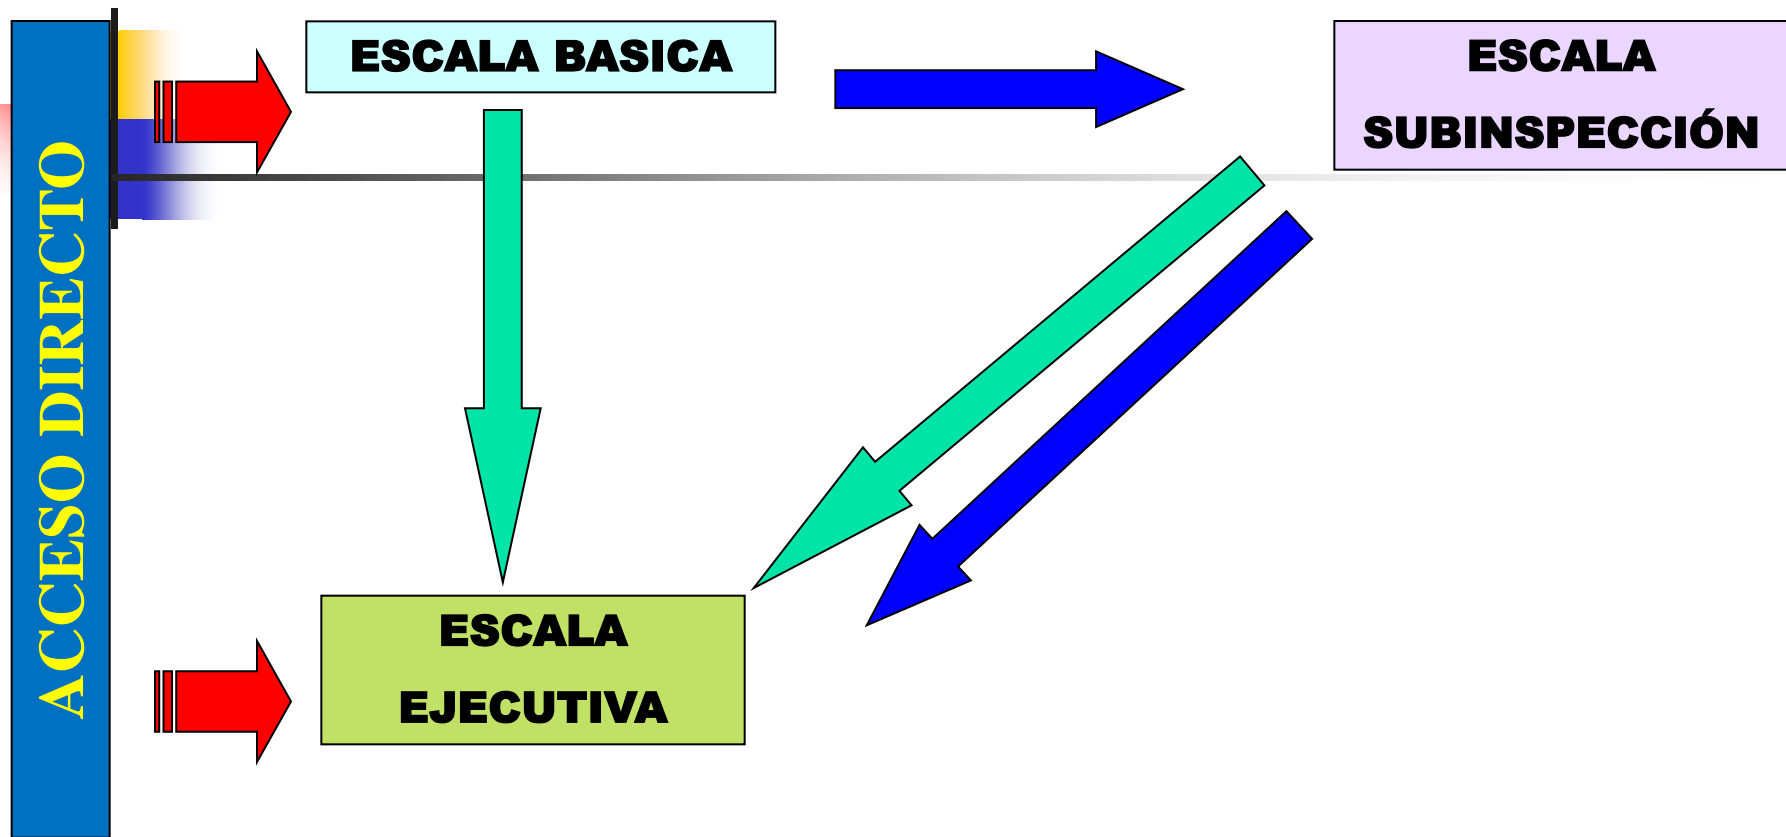 ACCESO DIRECTO
ESCALA BASICA
ESCALA
SUBINSPECCIÓN
ESCALA
EJECUTIVA